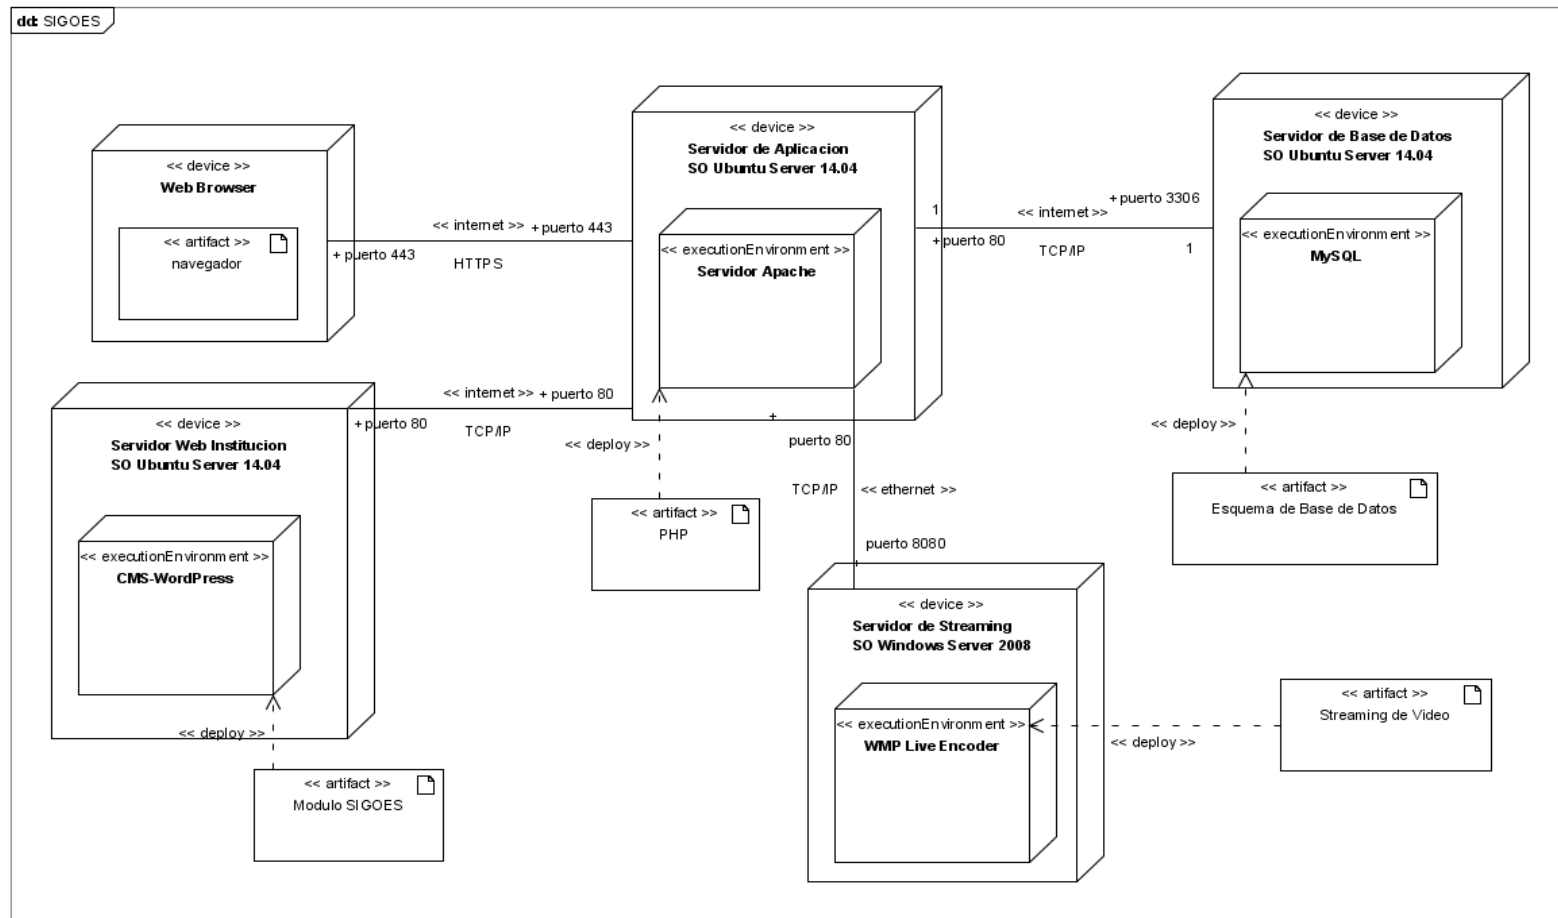 dd: SIGOES
<< device >>
Web Browser
<< artifact >>
navegador
<< internet >>
+ puerto 443
+ puerto 443
HTTPS
<< device >>
Servidor de Aplicacion
SO Ubuntu Server 14.04
<< executionEnvironment >>
Servidor Apache
1
+ puerto 80
<< internet >>
TCP/IP
+ puerto 3306
1
<< device >>
Servidor de Base de Datos
SO Ubuntu Server 14.04
<< executionEnvironment >>
MySQL
<< deploy >>
<< artifact >>
Esquema de Base de Datos
<< internet >>
+ puerto 80
+ puerto 80
TCP/IP
<< device >>
Servidor Web Institucion
SO Ubuntu Server 14.04
<< executionEnvironment >>
CMS-WordPress
<< deploy >>
<< artifact >>
Modulo SIGOES
<< deploy >>
<< artifact >>
PHP
+
puerto 80
TCP/IP
<< ethernet >>
puerto 8080
+
<< device >>
Servidor de Streaming
SO Windows Server 2008
<< executionEnvironment >>
WMP Live Encoder
<< deploy >>
<< artifact >>
Streaming de Video